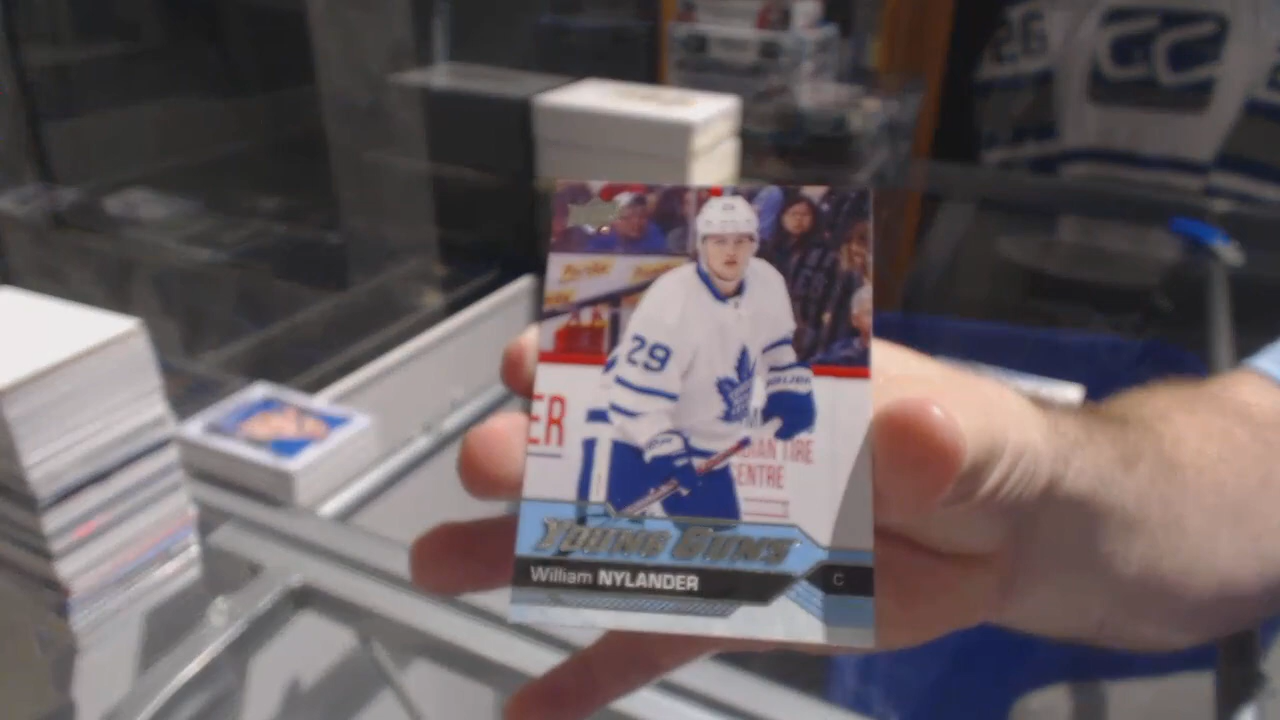 29
ER
DIAN TIRE
CENTRE
YOUNG GUNS
William NYLANDER
C